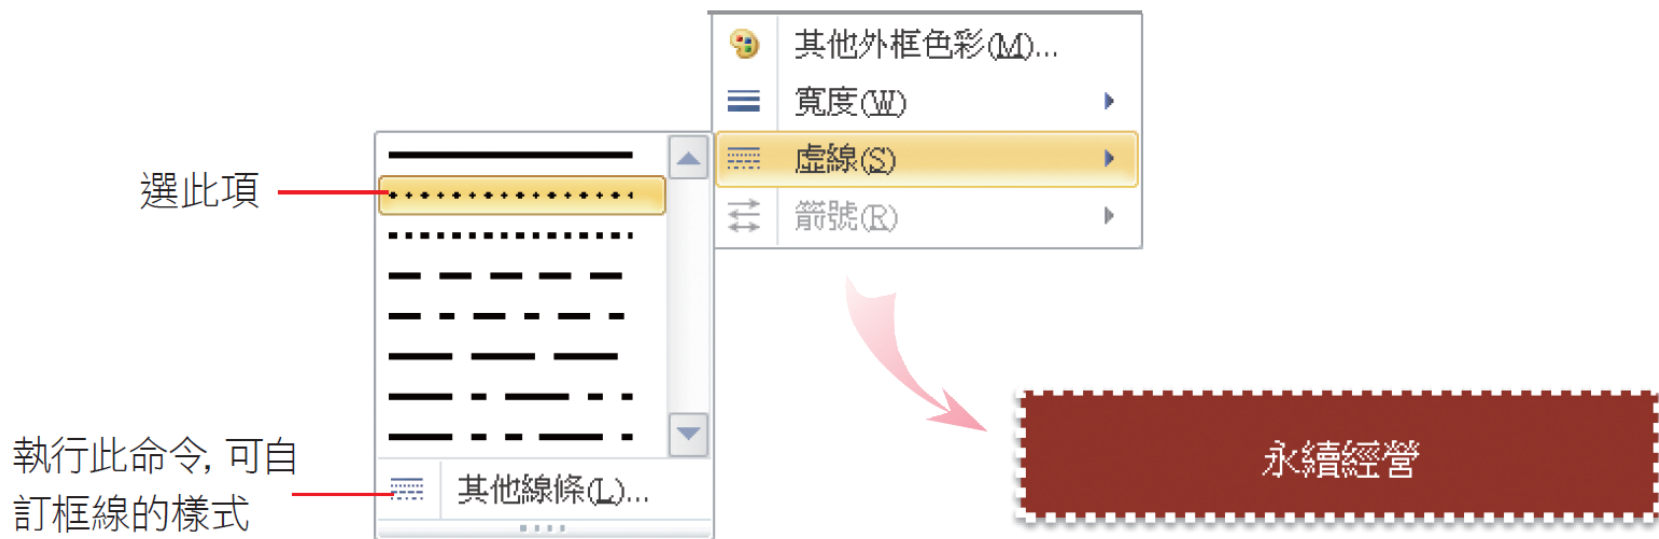 其他外框色彩(M)...
寬度(W)
虛線(S)
箭號(R)
選此項
執行此命令, 可自
訂框線的樣式
其他線條(L)...
永續經營